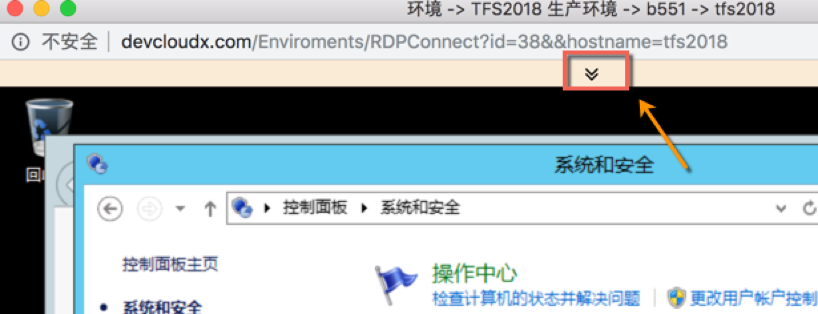 环境 -> TFS2018 生产环境 -> b551 -> tfs2018
不安全 | devcloudx.com/Enviroments/RDPConnect?id=38&&hostname=tfs2018
系统和安全
回
控制面板 系统和安全
控制面板主页
操作中心
检查计算机的状态并解决问题 更改用户帐户控制
系统和安全